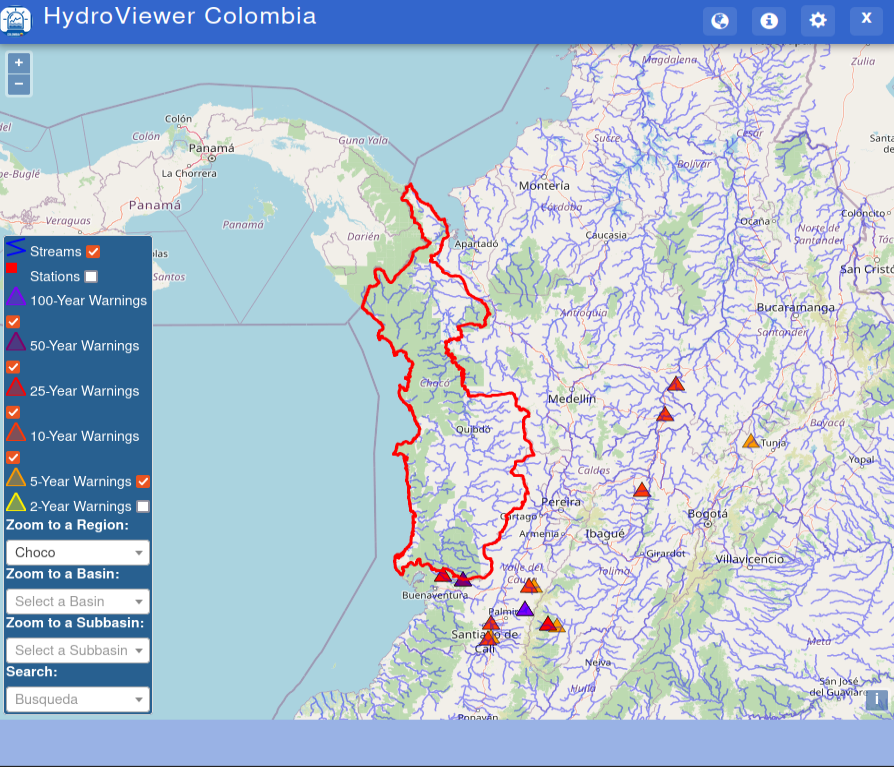 HydroViewer Colombia
X
+
−
Magdalena
Zulia
Colón
Guna Yala
Sucre
Cesar
Colón
Panamá
Bolívar
La Chorrera
Montería
Panamá
Córdoba
Ocaña
Colóncito
Veraguas
Panamá
Darién
Caucasia
Norte de
Santander
Apartadó
Santos
San Cristó
Antioquia
Bucaramanga
Santander
Chocó
Medellín
Boyacá
Quibdó
Tunja
Yopal
Caldas
Pereira
Cartago
Bogotá
Armenia
Ibagué
Girardot
Villavicencio
Valle del
Cauca
Tolima
Buenaventura
Palmira
Santiago de
Cali
Meta
Neiva
Huila
San José
del Guaviare
Popayán
Streams
Stations
100-Year Warnings
50-Year Warnings
25-Year Warnings
10-Year Warnings
5-Year Warnings
2-Year Warnings
Zoom to a Region:
Choco
Zoom to a Basin:
Select a Basin
Zoom to a Subbasin:
Select a Subbasin
Search:
Busqueda
i